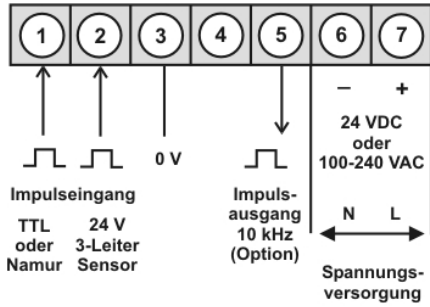 1 2 3 4 5 6 7
− +
24 VDC
oder
100-240 VAC
0 V
Impulseingang
TTL
oder
Namur
24 V
3-Leiter
Sensor
Impuls-
ausgang
10 kHz
(Option)
N L
Spannungs-
versorgung